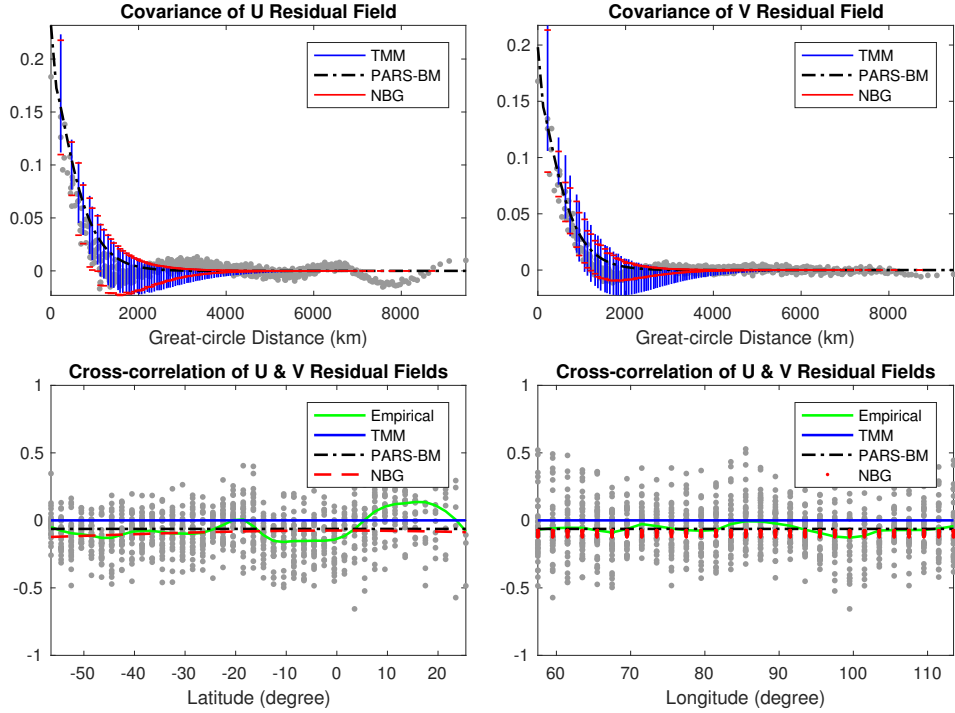 Covariance of U Residual Field
0.2
0.15
0.1
0.05
0
0
2000
4000
6000
8000
Great-circle Distance (km)
TMM
PARS-BM
NBG
Covariance of V Residual Field
0.2
0.15
0.1
0.05
0
0
2000
4000
6000
8000
Great-circle Distance (km)
TMM
PARS-BM
NBG
Cross-correlation of U & V Residual Fields
1
0.5
0
-0.5
-1
-50
-40
-30
-20
-10
0
10
20
Latitude (degree)
Empirical
TMM
PARS-BM
NBG
Cross-correlation of U & V Residual Fields
1
0.5
0
-0.5
-1
60
70
80
90
100
110
Longitude (degree)
Empirical
TMM
PARS-BM
NBG